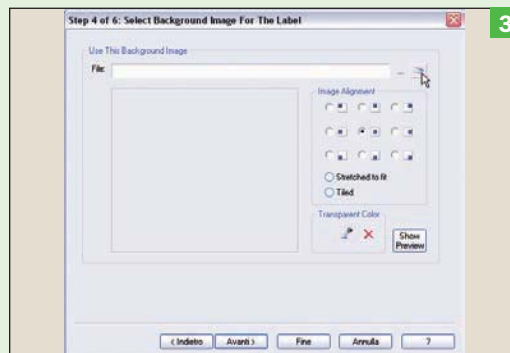 Step 4 of 6: Select Background Image For The Label
3
Use This Background Image
File:
...
Image Alignment
Stretched to fit
Tiled
Transparent Color
Show
Preview
< Indietro
Avanti >
Fine
Annulla
?